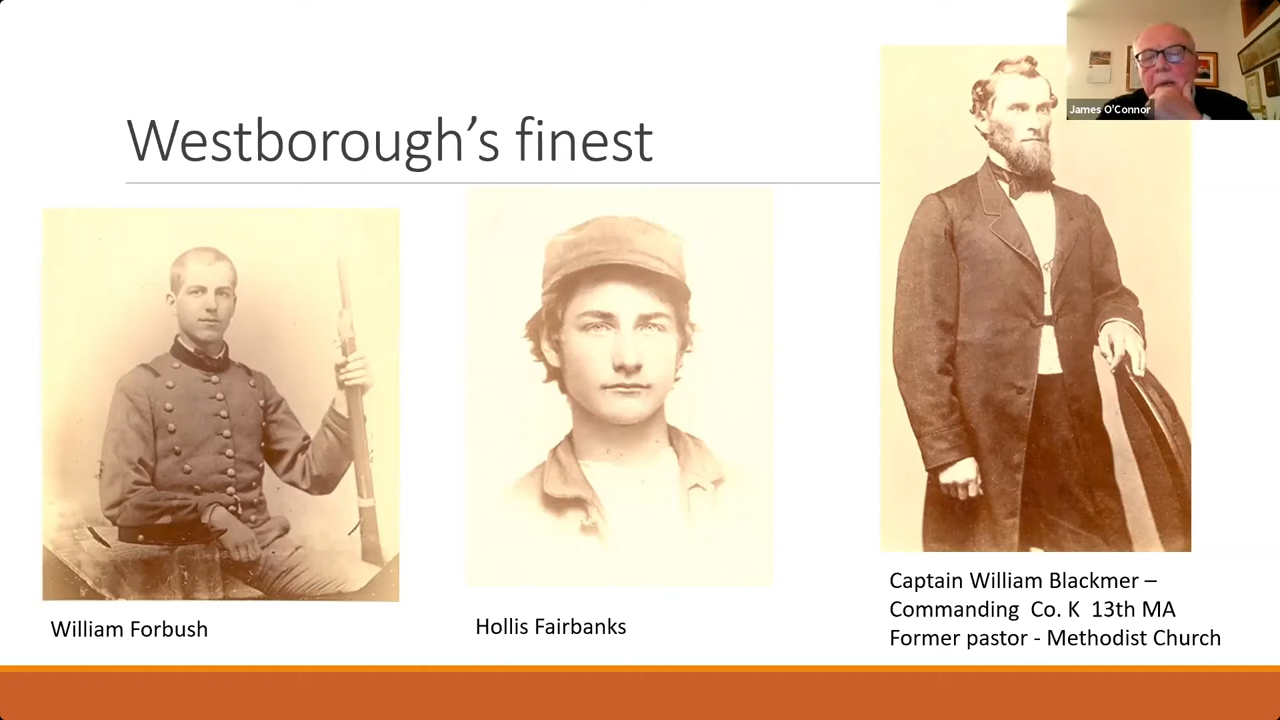 James O'Connor
Westborough’s finest
William Forbush
Hollis Fairbanks
Captain William Blackmer –
Commanding  Co. K  13th MA
Former pastor - Methodist Church